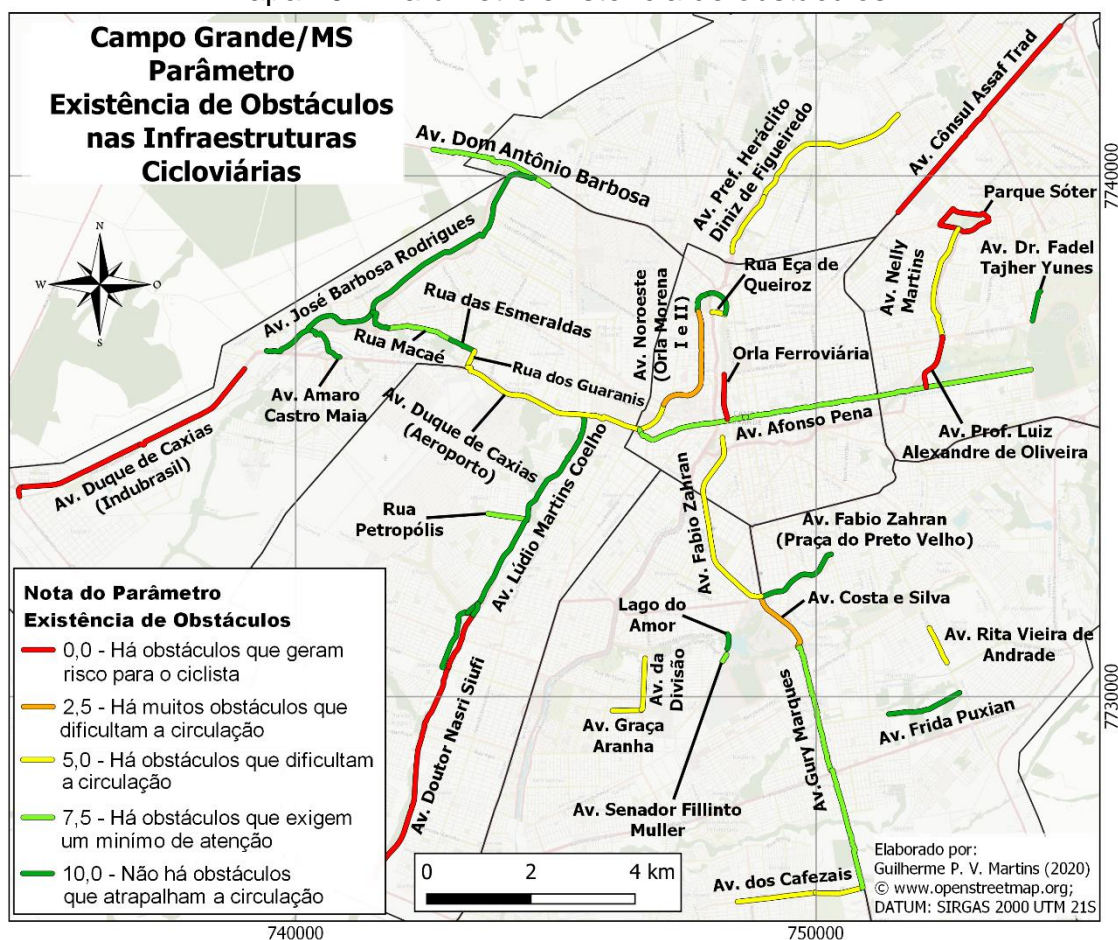 Campo Grande/MS
Parâmetro
Existência de Obstáculos
nas Infraestruturas
Cicloviárias
N
W
O
S
Av. Dom Antônio Barbosa
Av. Pref. Heráclito
Diniz de Figueiredo
Av. Cônsul Assaf Trad
7740000
Parque Sóter
Av. Dr. Fadel
Tajher Yunes
Av. Nelly
Martins
Av. José Barbosa Rodrigues
Rua das Esmeraldas
Rua Macaé
Av. Noroeste
(Orla Morena
I e II)
Rua Eça de
Queiroz
Orla Ferroviária
Rua dos Guaranis
Av. Amaro
Castro Maia
Av. Duque de Caxias
(Aeroporto)
Av. Afonso Pena
Av. Prof. Luiz
Alexandre de Oliveira
Av. Duque de Caxias
(Indubrasil)
Rua
Petropólis
Av. Lúdio Martins Coelho
Av. Fabio Zahran
Av. Fabio Zahran
(Praça do Preto Velho)
Av. Costa e Silva
Lago do
Amor
Av. Rita Vieira de
Andrade
Av. da
Divisão
Av. Graça
Aranha
Av. Frida Puxian
7730000
Av. Doutor Nasri Siufi
Av.Gury Marques
Av. Senador Fillinto
Muller
Av. dos Cafezais
Nota do Parâmetro
Existência de Obstáculos
0,0 - Há obstáculos que geram
risco para o ciclista
2,5 - Há muitos obstáculos que
dificultam a circulação
5,0 - Há obstáculos que dificultam
a circulação
7,5 - Há obstáculos que exigem
um minímo de atenção
10,0 - Não há obstáculos
que atrapalham a circulação
0 2 4 km
Elaborado por:
Guilherme P. V. Martins (2020)
© www.openstreetmap.org;
DATUM: SIRGAS 2000 UTM 21S
740000
750000